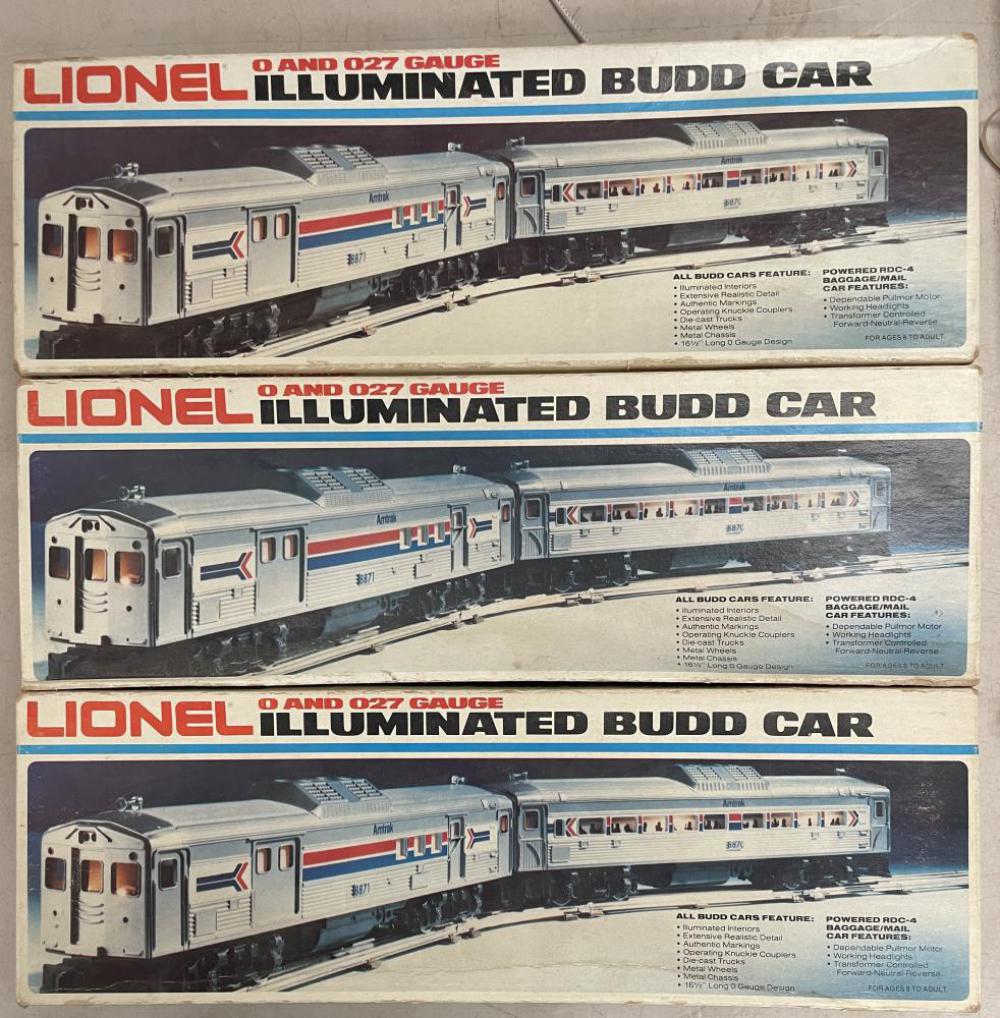 LIONEL O AND O27 GAUGE
ILLUMINATED BUDD CAR
Amtrak
Amtrak
8871
8870
ALL BUDD CARS FEATURE:
• Illuminated Interiors
• Extensive Realistic Detail
• Authentic Markings
• Operating Knuckle Couplers
• Die-cast Trucks
• Metal Wheels
• Metal Chassis
• 16½" Long O Gauge Design
POWERED RDC-4
BAGGAGE/MAIL
CAR FEATURES:
• Dependable Pullmor Motor
• Working Headlights
• Transformer Controlled
Forward-Neutral-Reverse
FOR AGES 8 TO ADULT
LIONEL O AND O27 GAUGE
ILLUMINATED BUDD CAR
Amtrak
Amtrak
8871
8870
ALL BUDD CARS FEATURE:
• Illuminated Interiors
• Extensive Realistic Detail
• Authentic Markings
• Operating Knuckle Couplers
• Die-cast Trucks
• Metal Wheels
• Metal Chassis
• 16½" Long O Gauge Design
POWERED RDC-4
BAGGAGE/MAIL
CAR FEATURES:
• Dependable Pullmor Motor
• Working Headlights
• Transformer Controlled
Forward-Neutral-Reverse
FOR AGES 8 TO ADULT
LIONEL O AND O27 GAUGE
ILLUMINATED BUDD CAR
Amtrak
Amtrak
8871
8870
ALL BUDD CARS FEATURE:
• Illuminated Interiors
• Extensive Realistic Detail
• Authentic Markings
• Operating Knuckle Couplers
• Die-cast Trucks
• Metal Wheels
• Metal Chassis
• 16½" Long O Gauge Design
POWERED RDC-4
BAGGAGE/MAIL
CAR FEATURES:
• Dependable Pullmor Motor
• Working Headlights
• Transformer Controlled
Forward-Neutral-Reverse
FOR AGES 8 TO ADULT